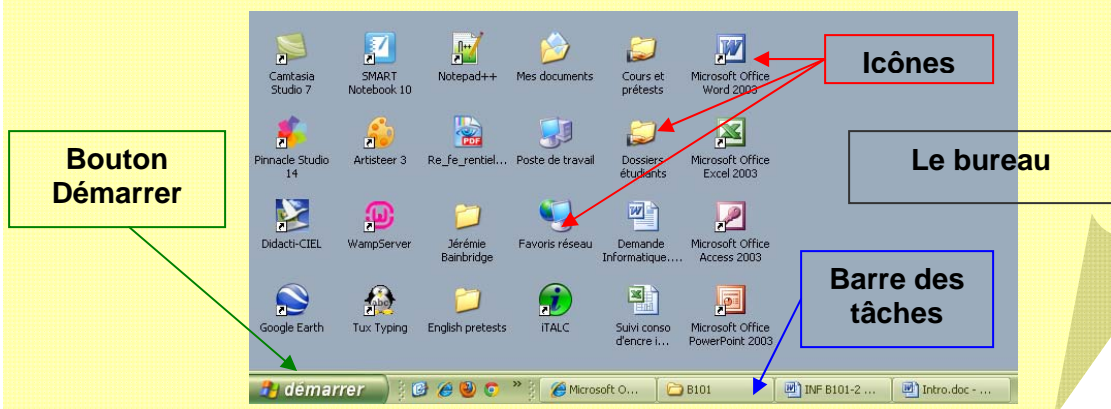 Icônes
Bouton
Démarrer
Le bureau
Barre des
tâches
Camtasia
Studio 7
SMART
Notebook 10
Notepad++
Mes documents
Cours et
prétests
Microsoft Office
Word 2003
Pinnacle Studio
14
Artisteer 3
Re_fe_rentiel...
Poste de travail
Dossiers
étudiants
Microsoft Office
Excel 2003
Didacti-CIEL
WampServer
Jérémie
Bainbridge
Favoris réseau
Demande
Informatique....
Microsoft Office
Access 2003
Google Earth
Tux Typing
English pretests
iTALC
Suivi conso
d'encre i...
Microsoft Office
PowerPoint 2003
démarrer
»
Microsoft O...
B101
INF B101-2 ...
Intro.doc - ...